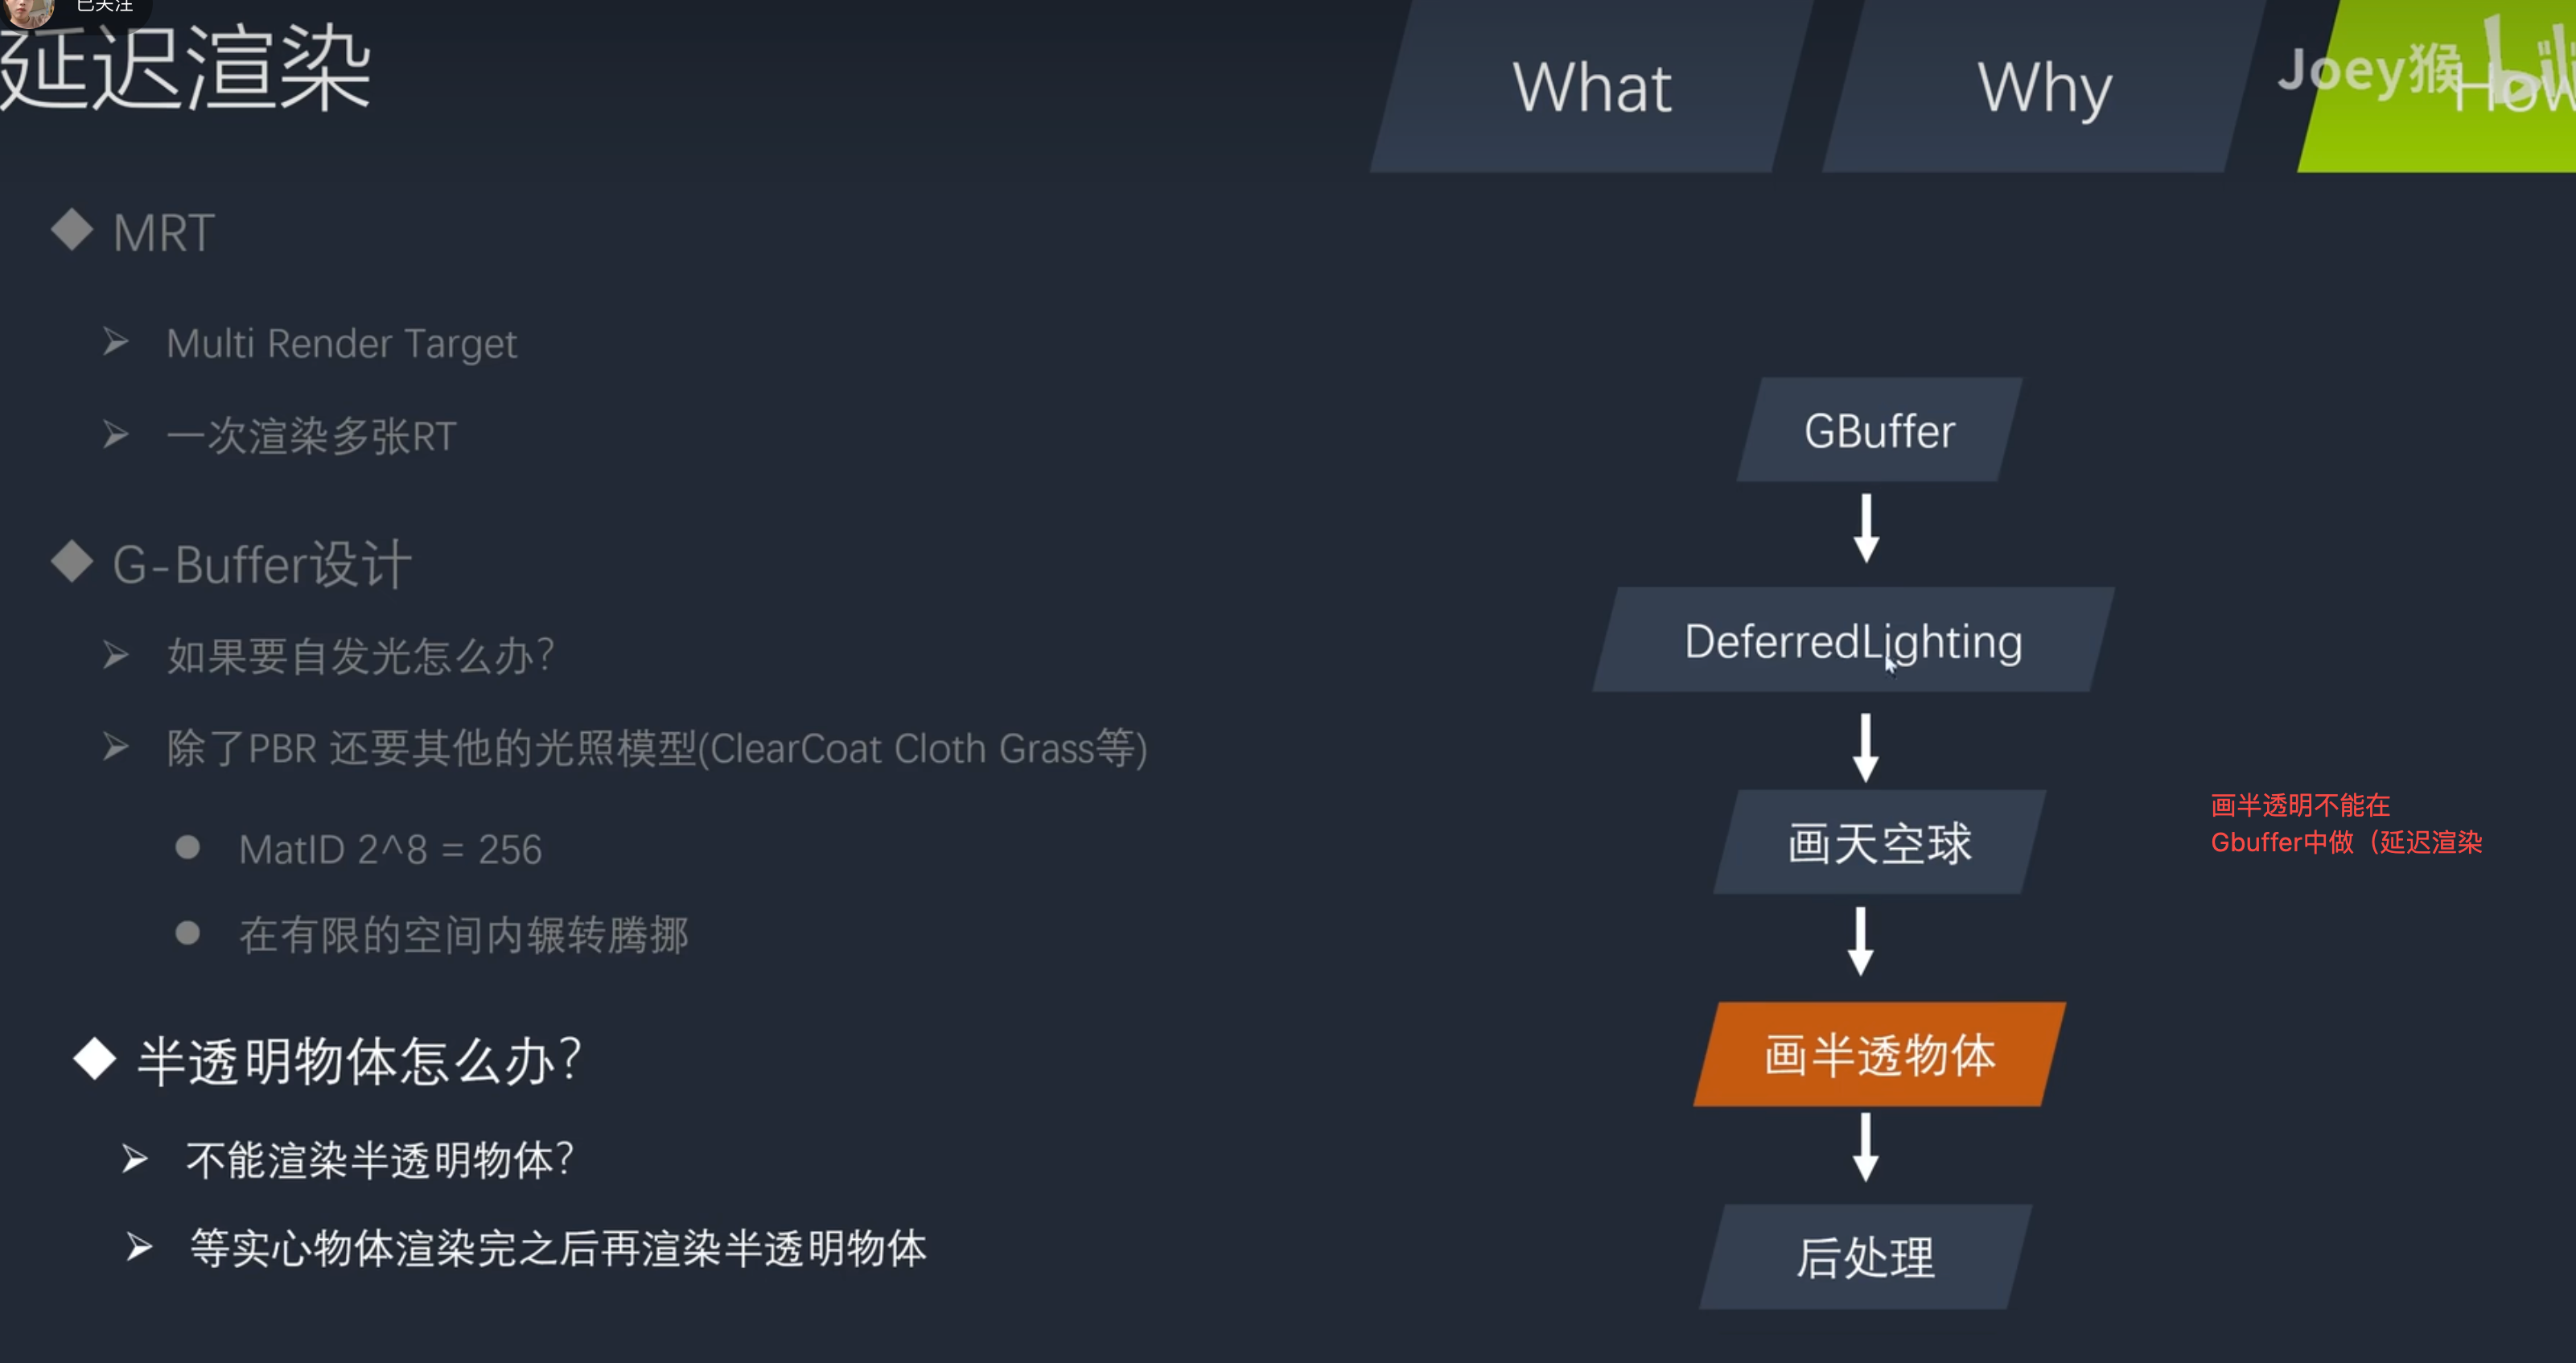 已关注
延迟渲染
What
Why
Joey猴
How
MRT
Multi Render Target
一次渲染多张RT
G-Buffer设计
如果要自发光怎么办?
除了PBR 还要其他的光照模型(ClearCoat Cloth Grass等)
MatID 2^8 = 256
在有限的空间内辗转腾挪
半透明物体怎么办?
不能渲染半透明物体?
等实心物体渲染完之后再渲染半透明物体
GBuffer
DeferredLighting
画天空球
画半透物体
后处理
画半透明不能在
Gbuffer中做（延迟渲染